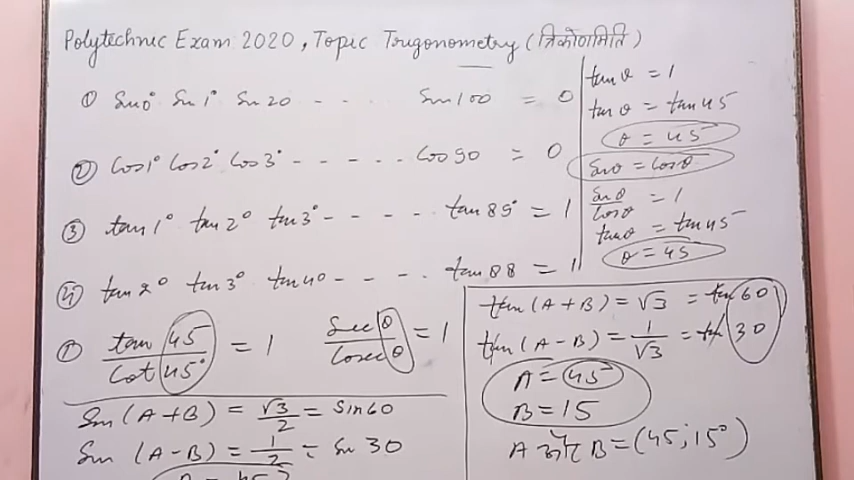 Polytechnic Exam 2020, Topic Trigonometry (त्रिकोणमिति)
① Sin0° Sin1° Sin20 - - - - Sin100 = 0
② Cos1° Cos2° Cos3° - - - - - Cos90 = 0
③ tan1° tan2° tan3° - - - - tan89° = 1
④ tan2° tan3° tan40 - - - - tan88 = 1
① tan45/Cot45° = 1 Secθ/Cosecθ = 1
Sin(A+B) = √3/2 = Sin60
Sin(A-B) = 1/2 = Sin30
tanθ = 1
tanθ = tan45
θ = 45
Sinθ = Cosθ
Sinθ/Cosθ = 1
tanθ = tan45
θ = 45
tan(A+B) = √3 = tan60
tan(A-B) = 1/√3 = tan30
A = 45
B = 15
A और B = (45; 15°)